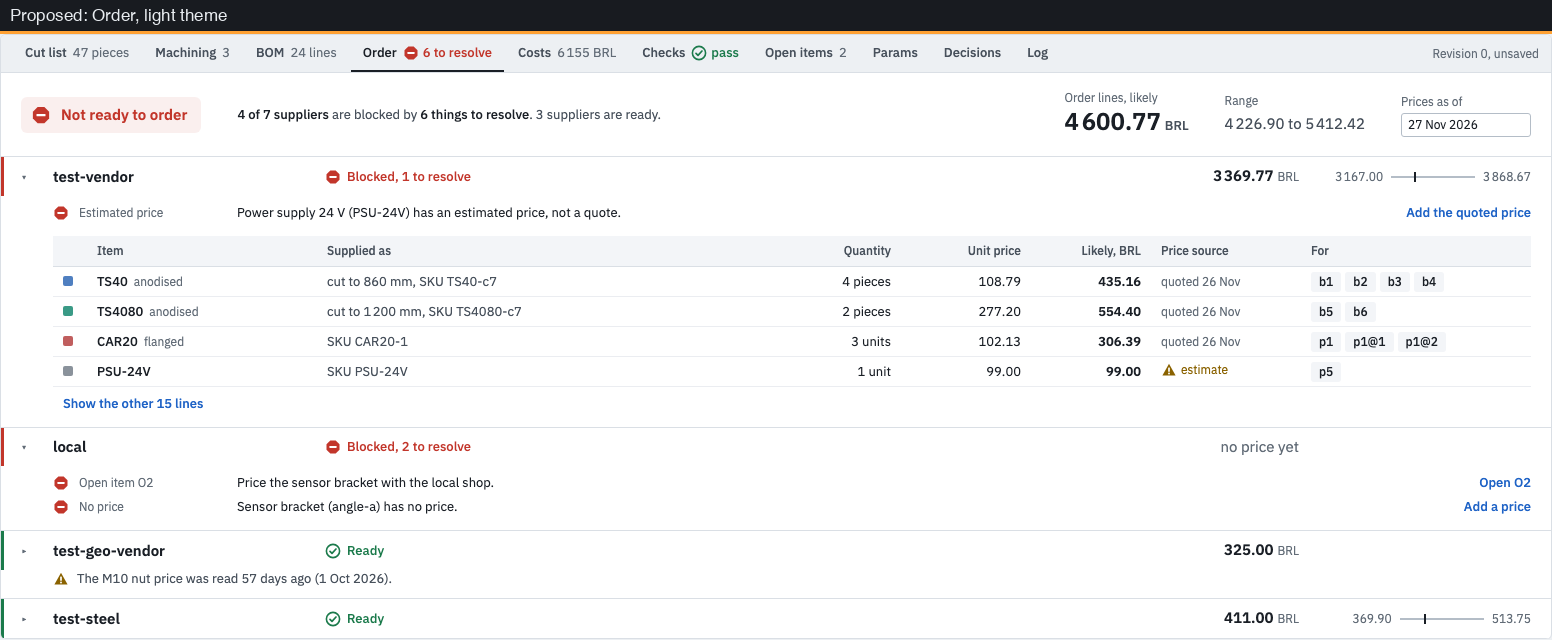 Proposed: Order, light theme
Cut list 47 pieces Machining 3 BOM 24 lines Order 6 to resolve Costs 6 155 BRL Checks pass Open items 2 Params Decisions Log Revision 0, unsaved
Not ready to order 4 of 7 suppliers are blocked by 6 things to resolve. 3 suppliers are ready.
Order lines, likely Range Prices as of
4 600.77 BRL 4 226.90 to 5 412.42 27 Nov 2026
test-vendor Blocked, 1 to resolve 3 369.77 BRL 3 167.00 3 868.67
Estimated price Power supply 24 V (PSU-24V) has an estimated price, not a quote. Add the quoted price
Item Supplied as Quantity Unit price Likely, BRL Price source For
TS40 anodised cut to 860 mm, SKU TS40-c7 4 pieces 108.79 435.16 quoted 26 Nov b1 b2 b3 b4
TS4080 anodised cut to 1 200 mm, SKU TS4080-c7 2 pieces 277.20 554.40 quoted 26 Nov b5 b6
CAR20 flanged SKU CAR20-1 3 units 102.13 306.39 quoted 26 Nov p1 p1@1 p1@2
PSU-24V SKU PSU-24V 1 unit 99.00 99.00 estimate p5
Show the other 15 lines
local Blocked, 2 to resolve no price yet
Open item O2 Price the sensor bracket with the local shop. Open O2
No price Sensor bracket (angle-a) has no price. Add a price
test-geo-vendor Ready 325.00 BRL
The M10 nut price was read 57 days ago (1 Oct 2026).
test-steel Ready 411.00 BRL 369.90 513.75